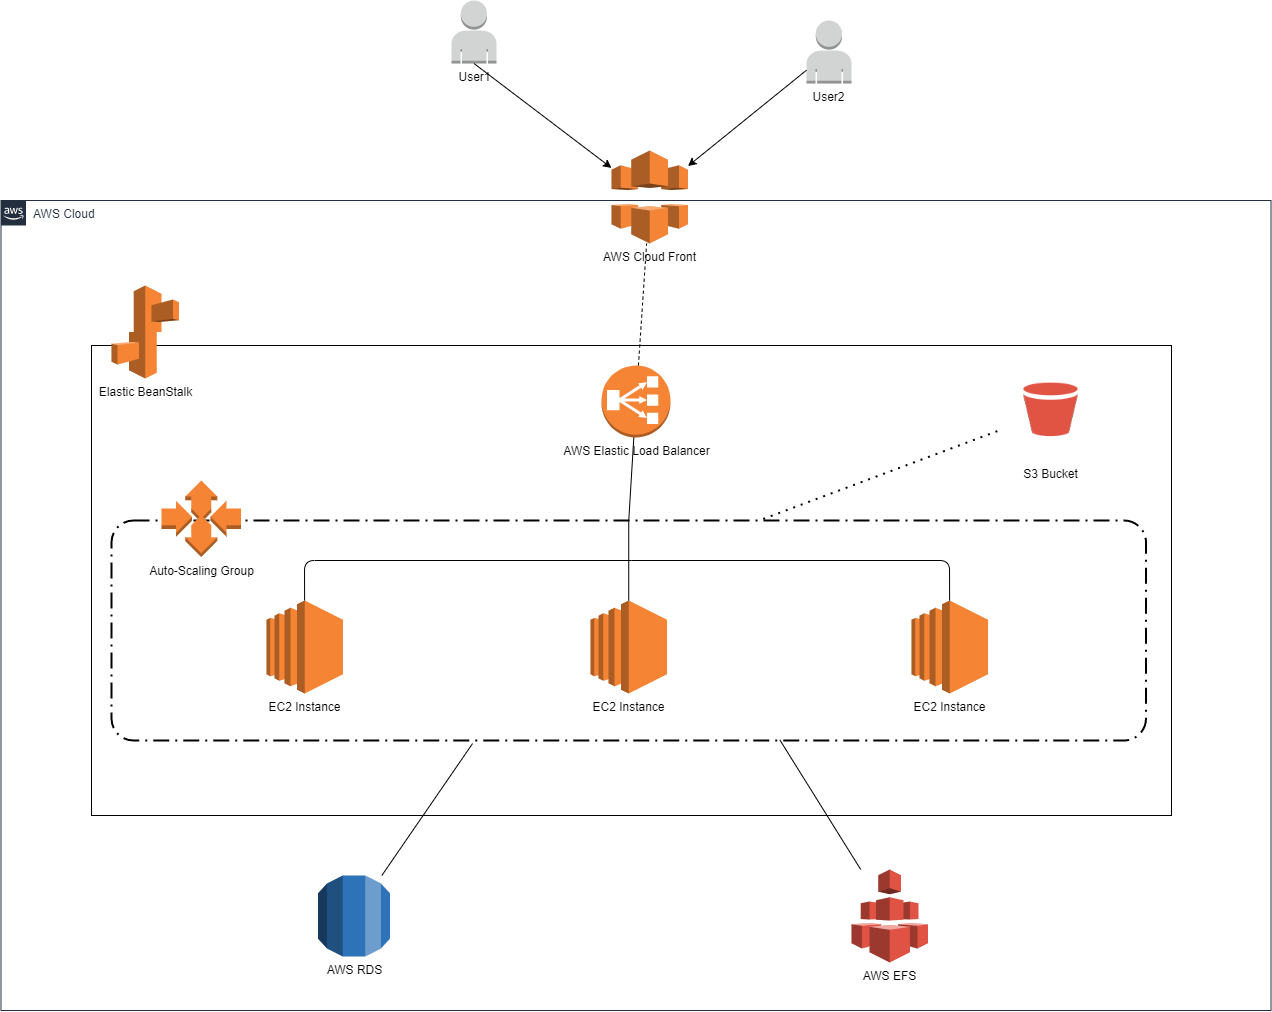 User1
User2
aws
AWS Cloud
AWS Cloud Front
Elastic BeanStalk
AWS Elastic Load Balancer
S3 Bucket
Auto-Scaling Group
EC2 Instance
EC2 Instance
EC2 Instance
AWS RDS
AWS EFS